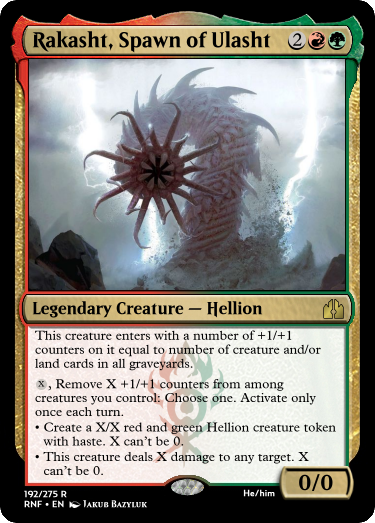 Rakasht, Spawn of Ulasht 2
Legendary Creature — Hellion
This creature enters with a number of +1/+1
counters on it equal to number of creature and/or
land cards in all graveyards.
X, Remove X +1/+1 counters from among
creatures you control: Choose one. Activate only
once each turn.
• Create a X/X red and green Hellion creature token
with haste. X can't be 0.
• This creature deals X damage to any target. X
can't be 0.
0/0
192/275 R
He/him
RNF • EN Jakub Bazyluk